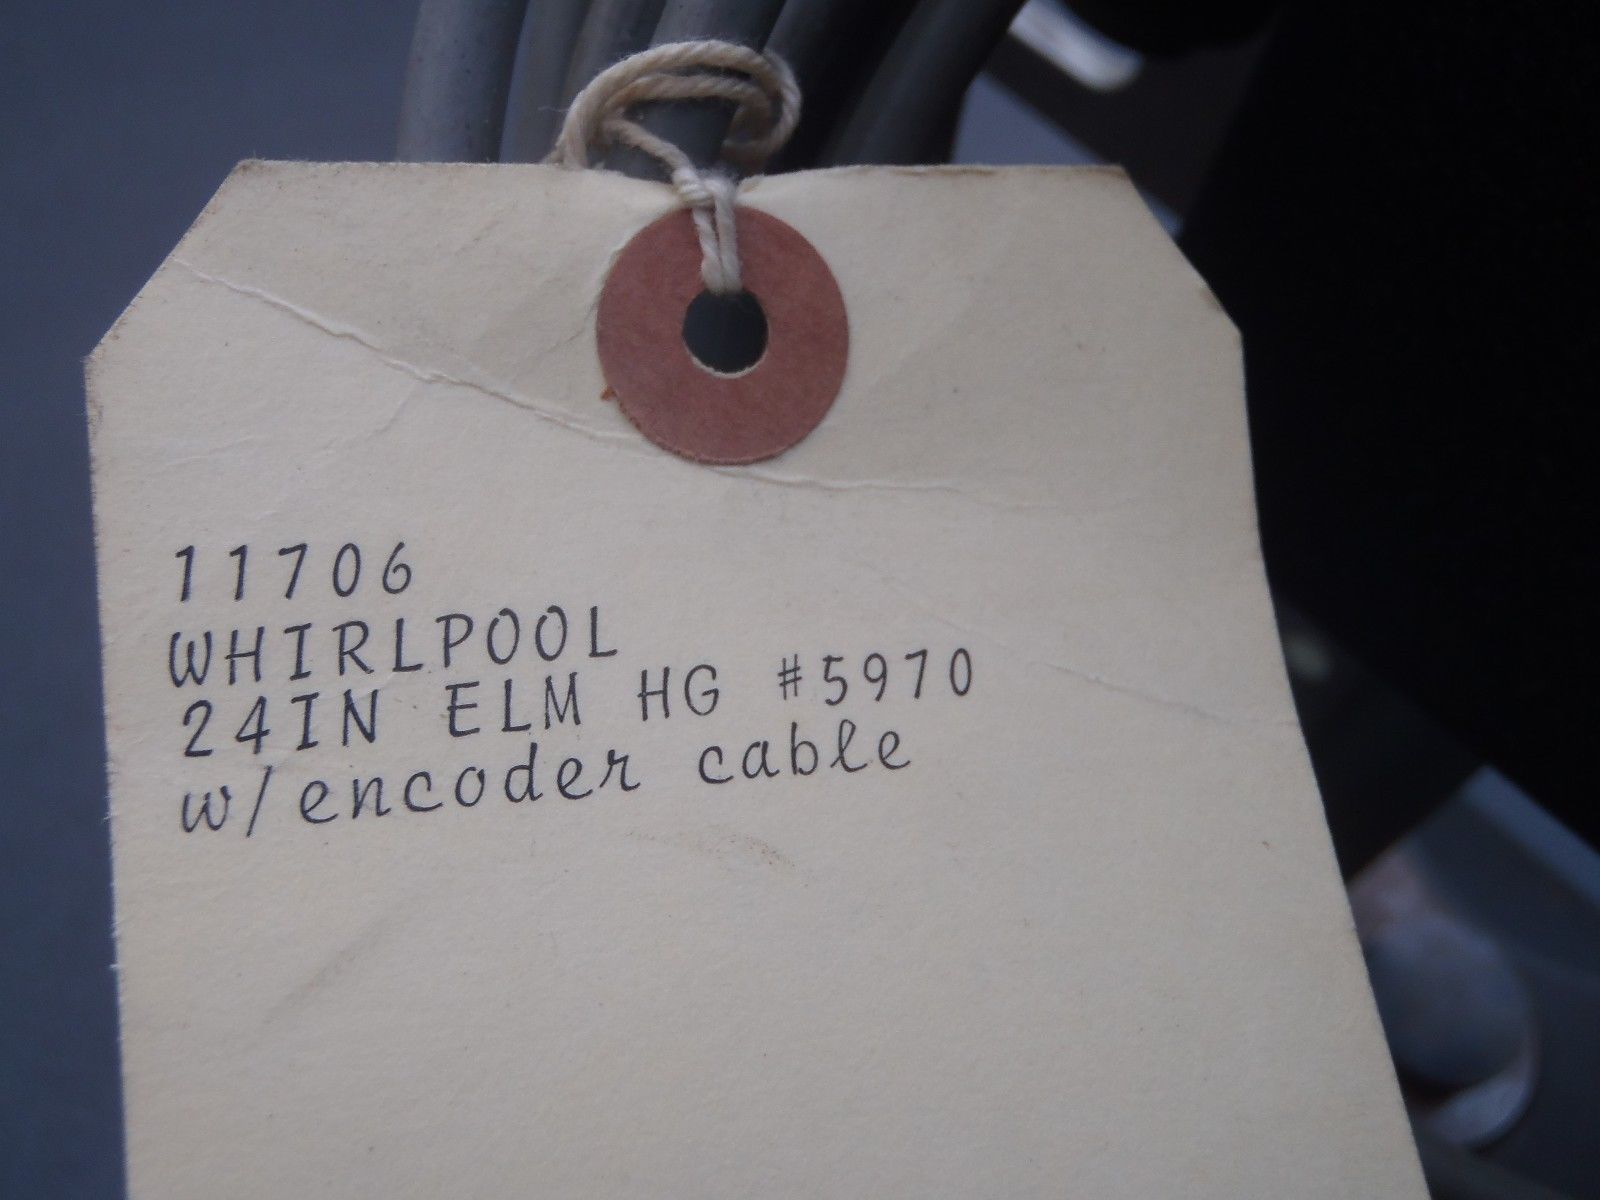 11706
WHIRLPOOL
24IN ELM HG #5970
w/encoder cable